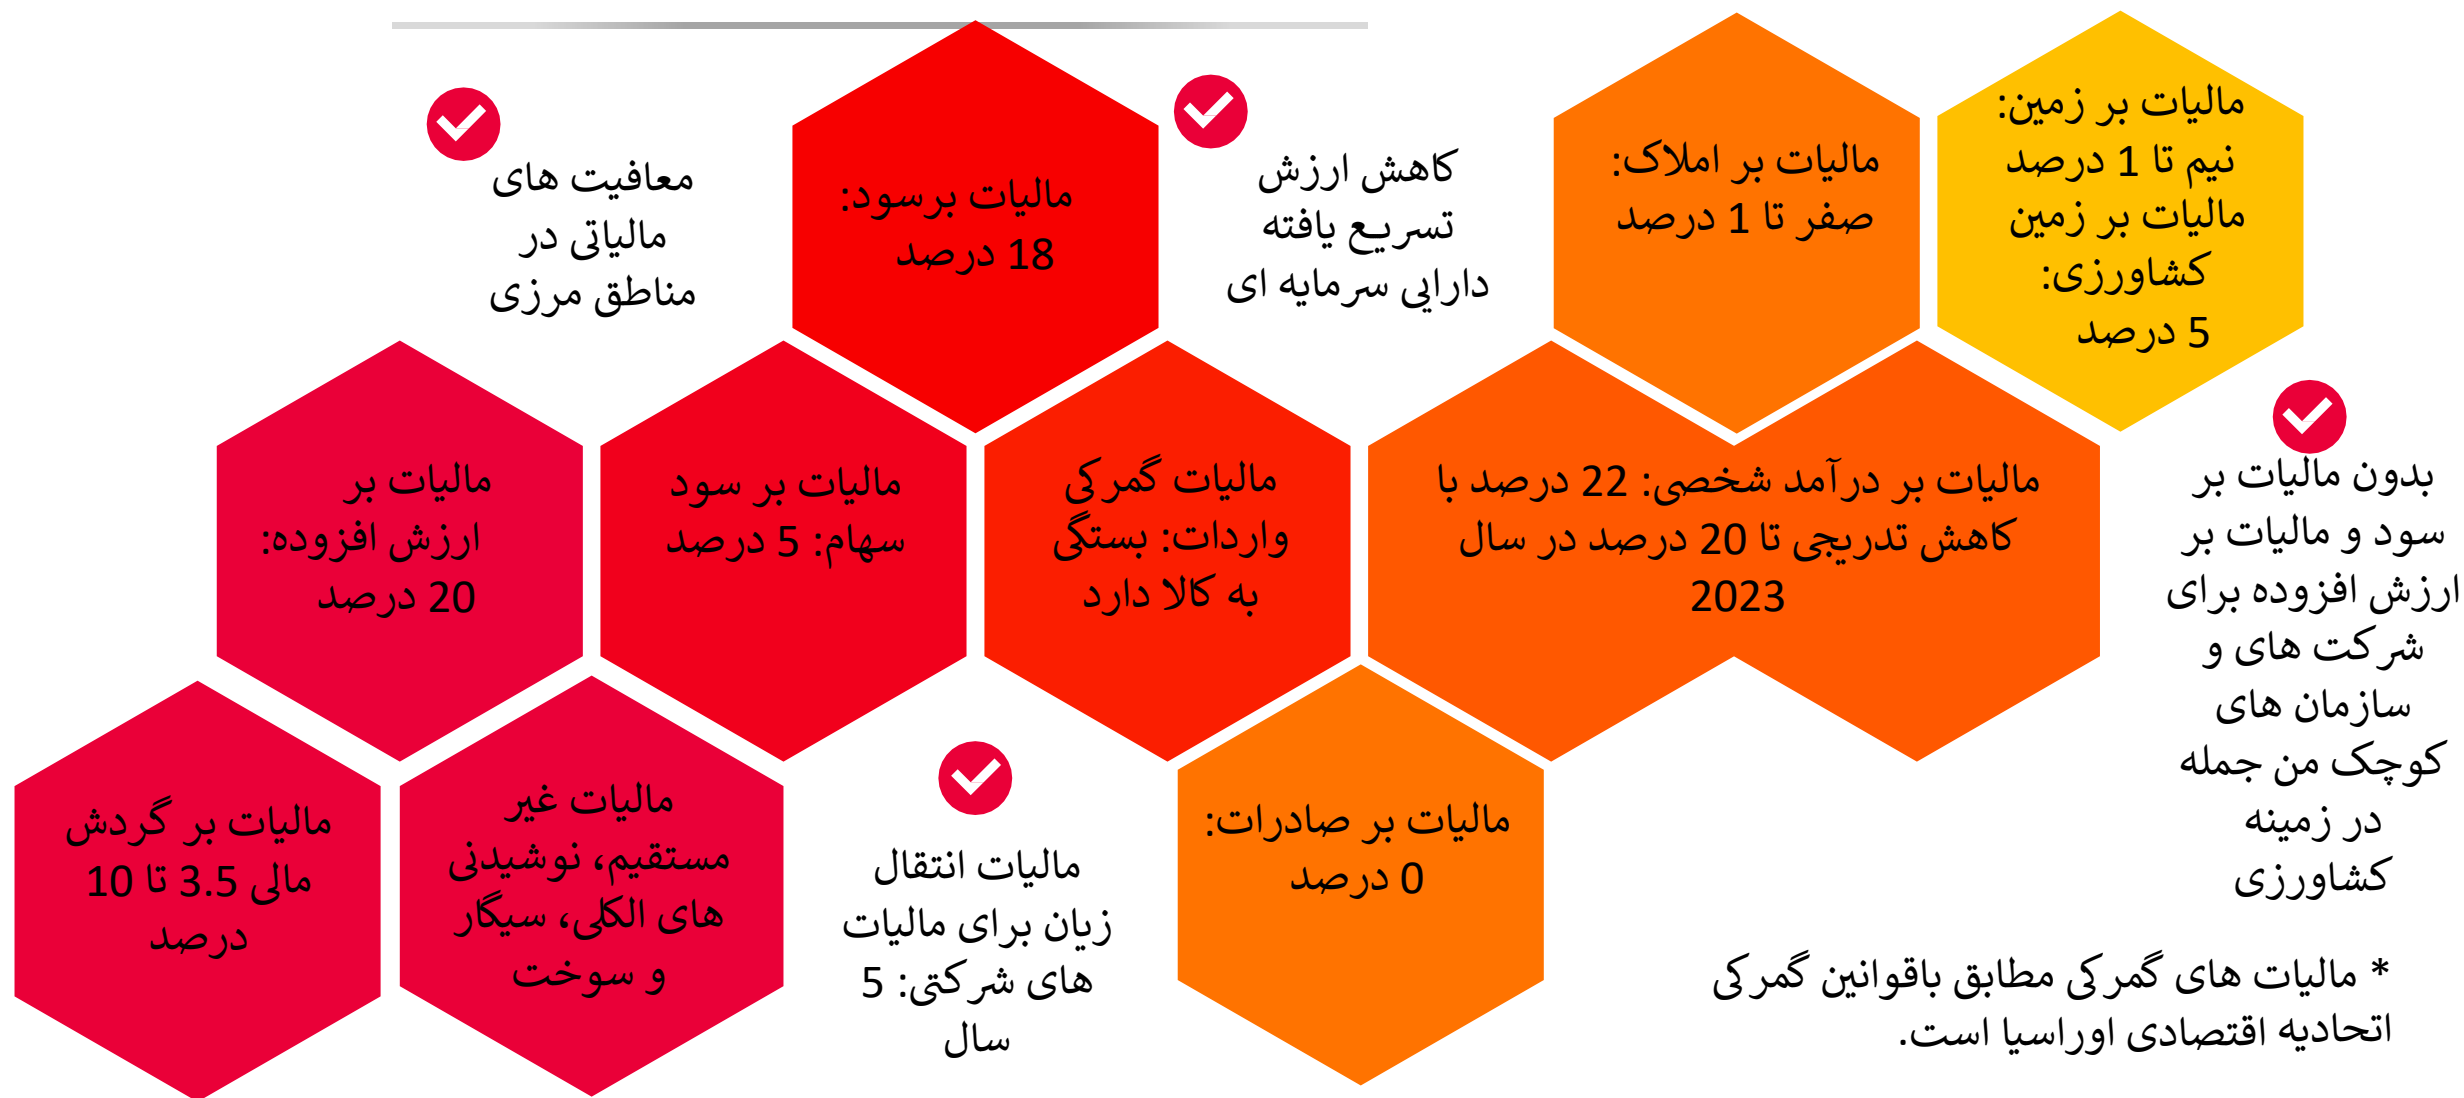 مالیات بر زمین:
نیم تا 1 درصد
مالیات بر زمین
کشاورزی:
5 درصد
مالیات بر املاک:
صفر تا 1 درصد
کاهش ارزش
تسریع یافته
دارایی سرمایه ای
مالیات برسود:
18 درصد
معافیت های
مالیاتی در
مناطق مرزی
بدون مالیات بر
سود و مالیات بر
ارزش افزوده برای
شرکت های و
سازمان های
کوچک من جمله
در زمینه
کشاورزی
مالیات بر درآمد شخصی: 22 درصد با
کاهش تدریجی تا 20 درصد در سال
2023
مالیات گمرکی
واردات: بستگی
به کالا دارد
مالیات بر سود
سهام: 5 درصد
مالیات بر
ارزش افزوده:
20 درصد
مالیات بر صادرات:
0 درصد
مالیات انتقال
زیان برای مالیات
های شرکتی: 5
سال
مالیات غیر
مستقیم، نوشیدنی
های الکلی، سیگار
و سوخت
مالیات بر گردش
مالی 3.5 تا 10
درصد
* مالیات های گمرکی مطابق باقوانین گمرکی
اتحادیه اقتصادی اوراسیا است.